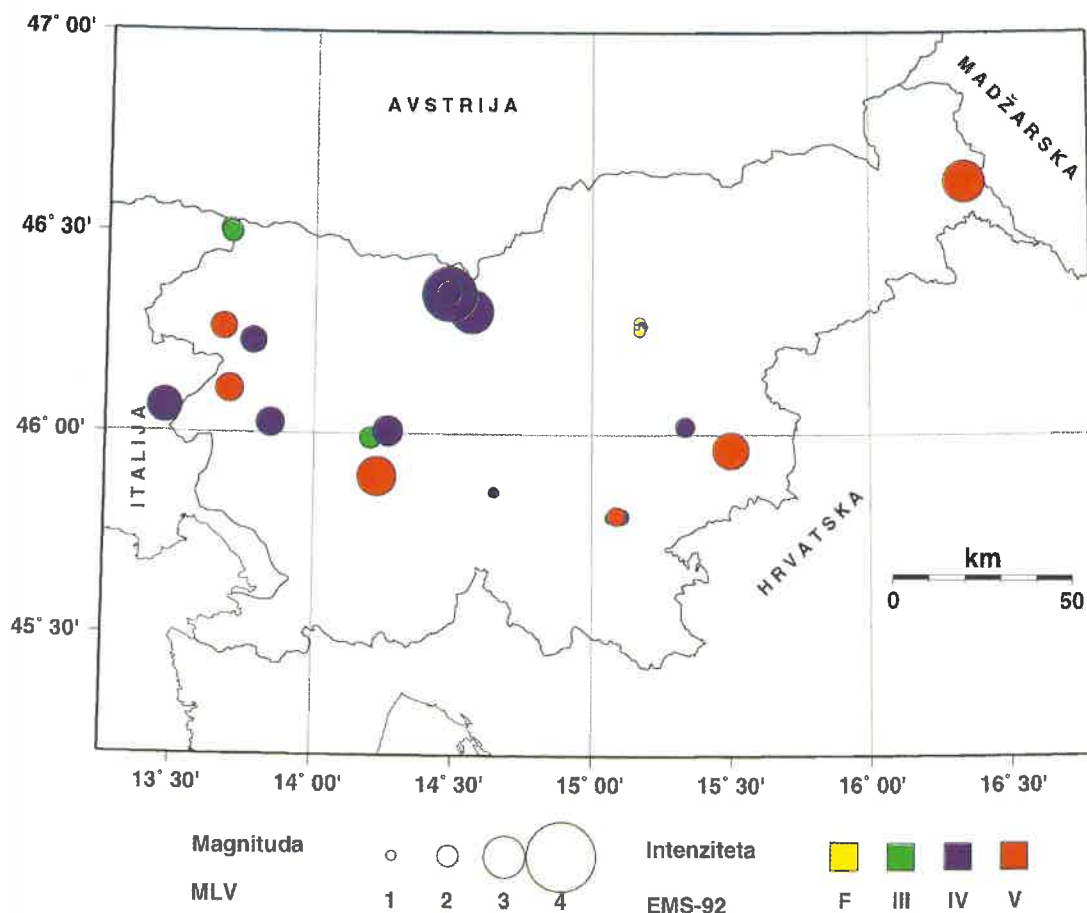 47° 00'
AVSTRIJA
MADŽARSKA
46° 30'
46° 00'
ITALIJA
HRVATSKA
km
0 50
45° 30'
13° 30' 14° 00' 14° 30' 15° 00' 15° 30' 16° 00' 16° 30'
Magnituda Intenziteta
MLV 1 2 3 4 EMS-92 F III IV V